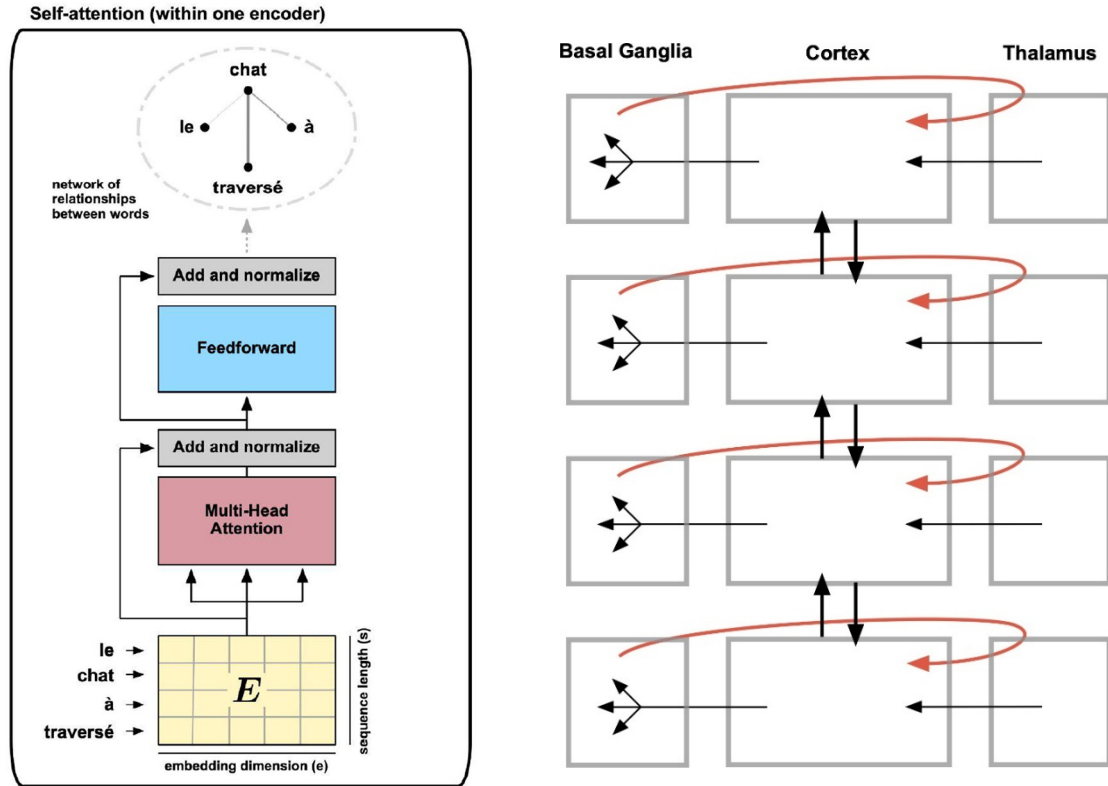 Self-attention (within one encoder)
chat
le
à
traversé
network of
relationships
between words
Add and normalize
Feedforward
Add and normalize
Multi-Head
Attention
le
chat
à
traversé
E
sequence length (s)
embedding dimension (e)
Basal Ganglia
Cortex
Thalamus